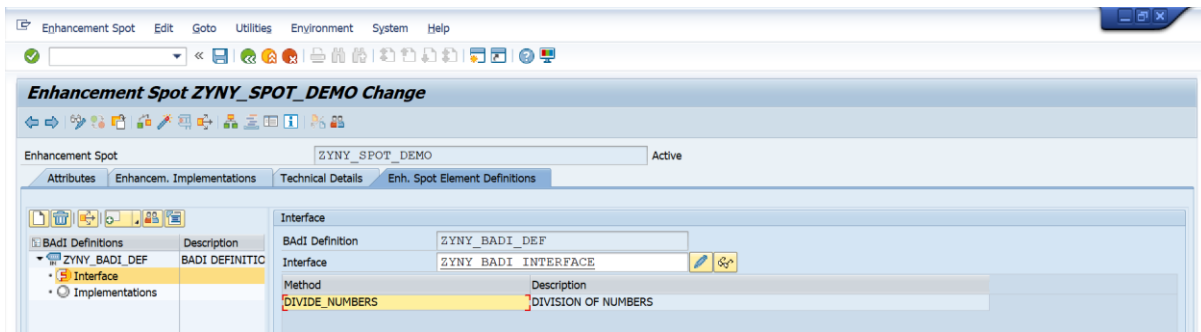 Enhancement Spot Edit Goto Utilities Environment System Help
Enhancement Spot ZYNY_SPOT_DEMO Change
Enhancement Spot ZYNY_SPOT_DEMO Active
Attributes Enhancem. Implementations Technical Details Enh. Spot Element Definitions
Interface
BAdI Definitions Description BAdI Definition ZYNY_BADI_DEF
ZYNY_BADI_DEF BADI DEFINITIC Interface ZYNY_BADI_INTERFACE
Interface Method Description
Implementations DIVIDE_NUMBERS DIVISION OF NUMBERS